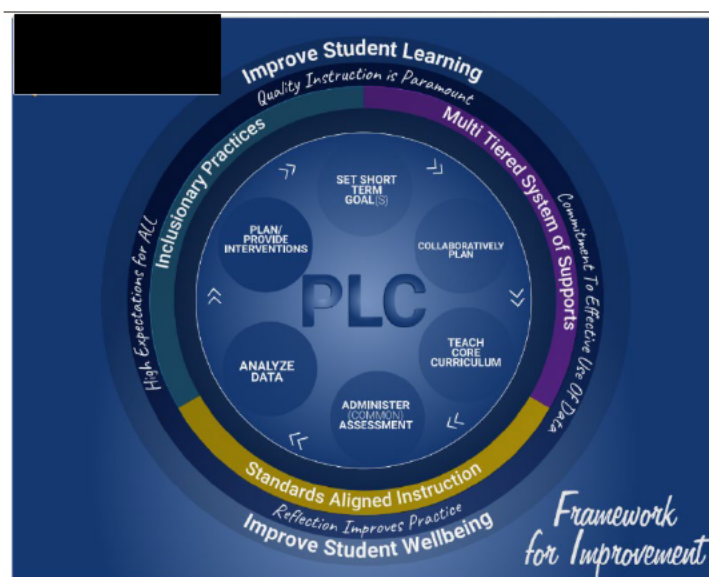 Improve Student Learning
Quality Instruction is Paramount
Inclusionary Practices
Multi Tiered System of Supports
High Expectations for ALL
Commitment To Effective Use Of Data
SET SHORT
TERM
GOAL(S)
COLLABORATIVELY
PLAN
TEACH
CORE
CURRICULUM
ADMINISTER
(COMMON)
ASSESSMENT
ANALYZE
DATA
PLAN/
PROVIDE
INTERVENTIONS
PLC
Standards Aligned Instruction
Reflection Improves Practice
Improve Student Wellbeing
Framework
for Improvement